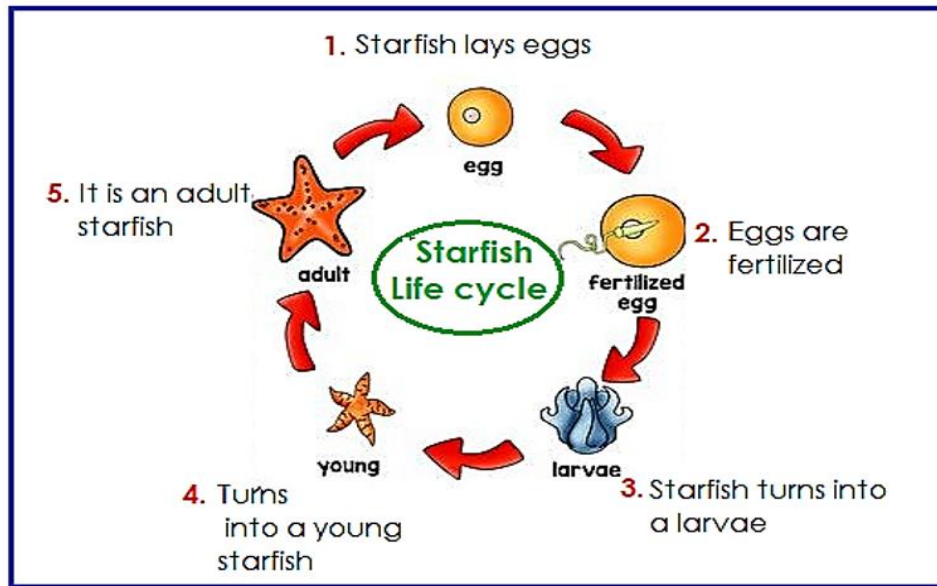 1. Starfish lays eggs
egg
2. Eggs are
fertilized
fertilized
egg
3. Starfish turns into
a larvae
larvae
4. Turns
into a young
starfish
young
5. It is an adult
starfish
adult
Starfish
Life cycle